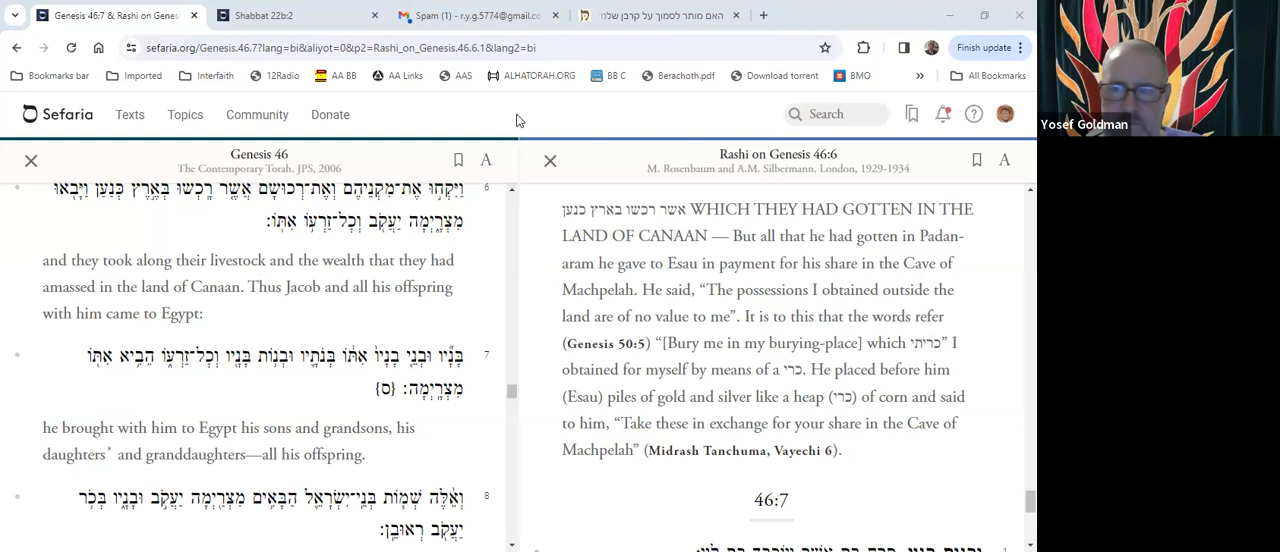 Genesis 46:7 & Rashi on Genes
Shabbat 22b:2
Spam (1) - r.y.g.5774@gmail.co
האם מותר לסמוך על קרבן שלמ
sefaria.org/Genesis.46.7?lang=bi&aliyot=0&p2=Rashi_on_Genesis.46.6.1&lang2=bi
Finish update
Bookmarks bar
Imported
Interfaith
12Radio
AA BB
AA Links
AAS
ALHATORAH.ORG
BB C
Berachoth.pdf
Download torrent
BMO
»
All Bookmarks
Sefaria
Texts
Topics
Community
Donate
Search
Yosef Goldman
Genesis 46
The Contemporary Torah, JPS, 2006
A
6
וַיִּקְח֣וּ אֶת־מִקְנֵיהֶ֗ם וְאֶת־רְכוּשָׁם֙ אֲשֶׁ֤ר רָֽכְשׁוּ֙ בְּאֶ֣רֶץ כְּנַ֔עַן וַיָּבֹ֖אוּ
מִצְרָ֑יְמָה יַעֲקֹ֖ב וְכׇל־זַרְע֥וֹ אִתּֽוֹ׃
and they took along their livestock and the wealth that they had
amassed in the land of Canaan. Thus Jacob and all his offspring
with him came to Egypt:
7
בָּנָ֞יו וּבְנֵ֤י בָנָיו֙ אִתּ֔וֹ בְּנֹתָ֛יו וּבְנ֥וֹת בָּנָ֖יו וְכׇל־זַרְע֑וֹ הֵבִ֥יא אִתּ֖וֹ
מִצְרָֽיְמָה׃ {ס}
he brought with him to Egypt his sons and grandsons, his
daughters* and granddaughters—all his offspring.
8
וְאֵ֨לֶּה שְׁמ֧וֹת בְּנֵֽי־יִשְׂרָאֵ֛ל הַבָּאִ֥ים מִצְרַ֖יְמָה יַעֲקֹ֣ב וּבָנָ֑יו בְּכֹ֥ר
יַעֲקֹ֖ב רְאוּבֵֽן׃
Rashi on Genesis 46:6
M. Rosenbaum and A.M. Silbermann, London, 1929-1934
A
אשר רכשו בארץ כנען WHICH THEY HAD GOTTEN IN THE
LAND OF CANAAN — But all that he had gotten in Padan-
aram he gave to Esau in payment for his share in the Cave of
Machpelah. He said, “The possessions I obtained outside the
land are of no value to me”. It is to this that the words refer
(Genesis 50:5) “[Bury me in my burying-place] which כריתי” I
obtained for myself by means of a כרי. He placed before him
(Esau) piles of gold and silver like a heap (כרי) of corn and said
to him, “Take these in exchange for your share in the Cave of
Machpelah” (Midrash Tanchuma, Vayechi 6).
46:7